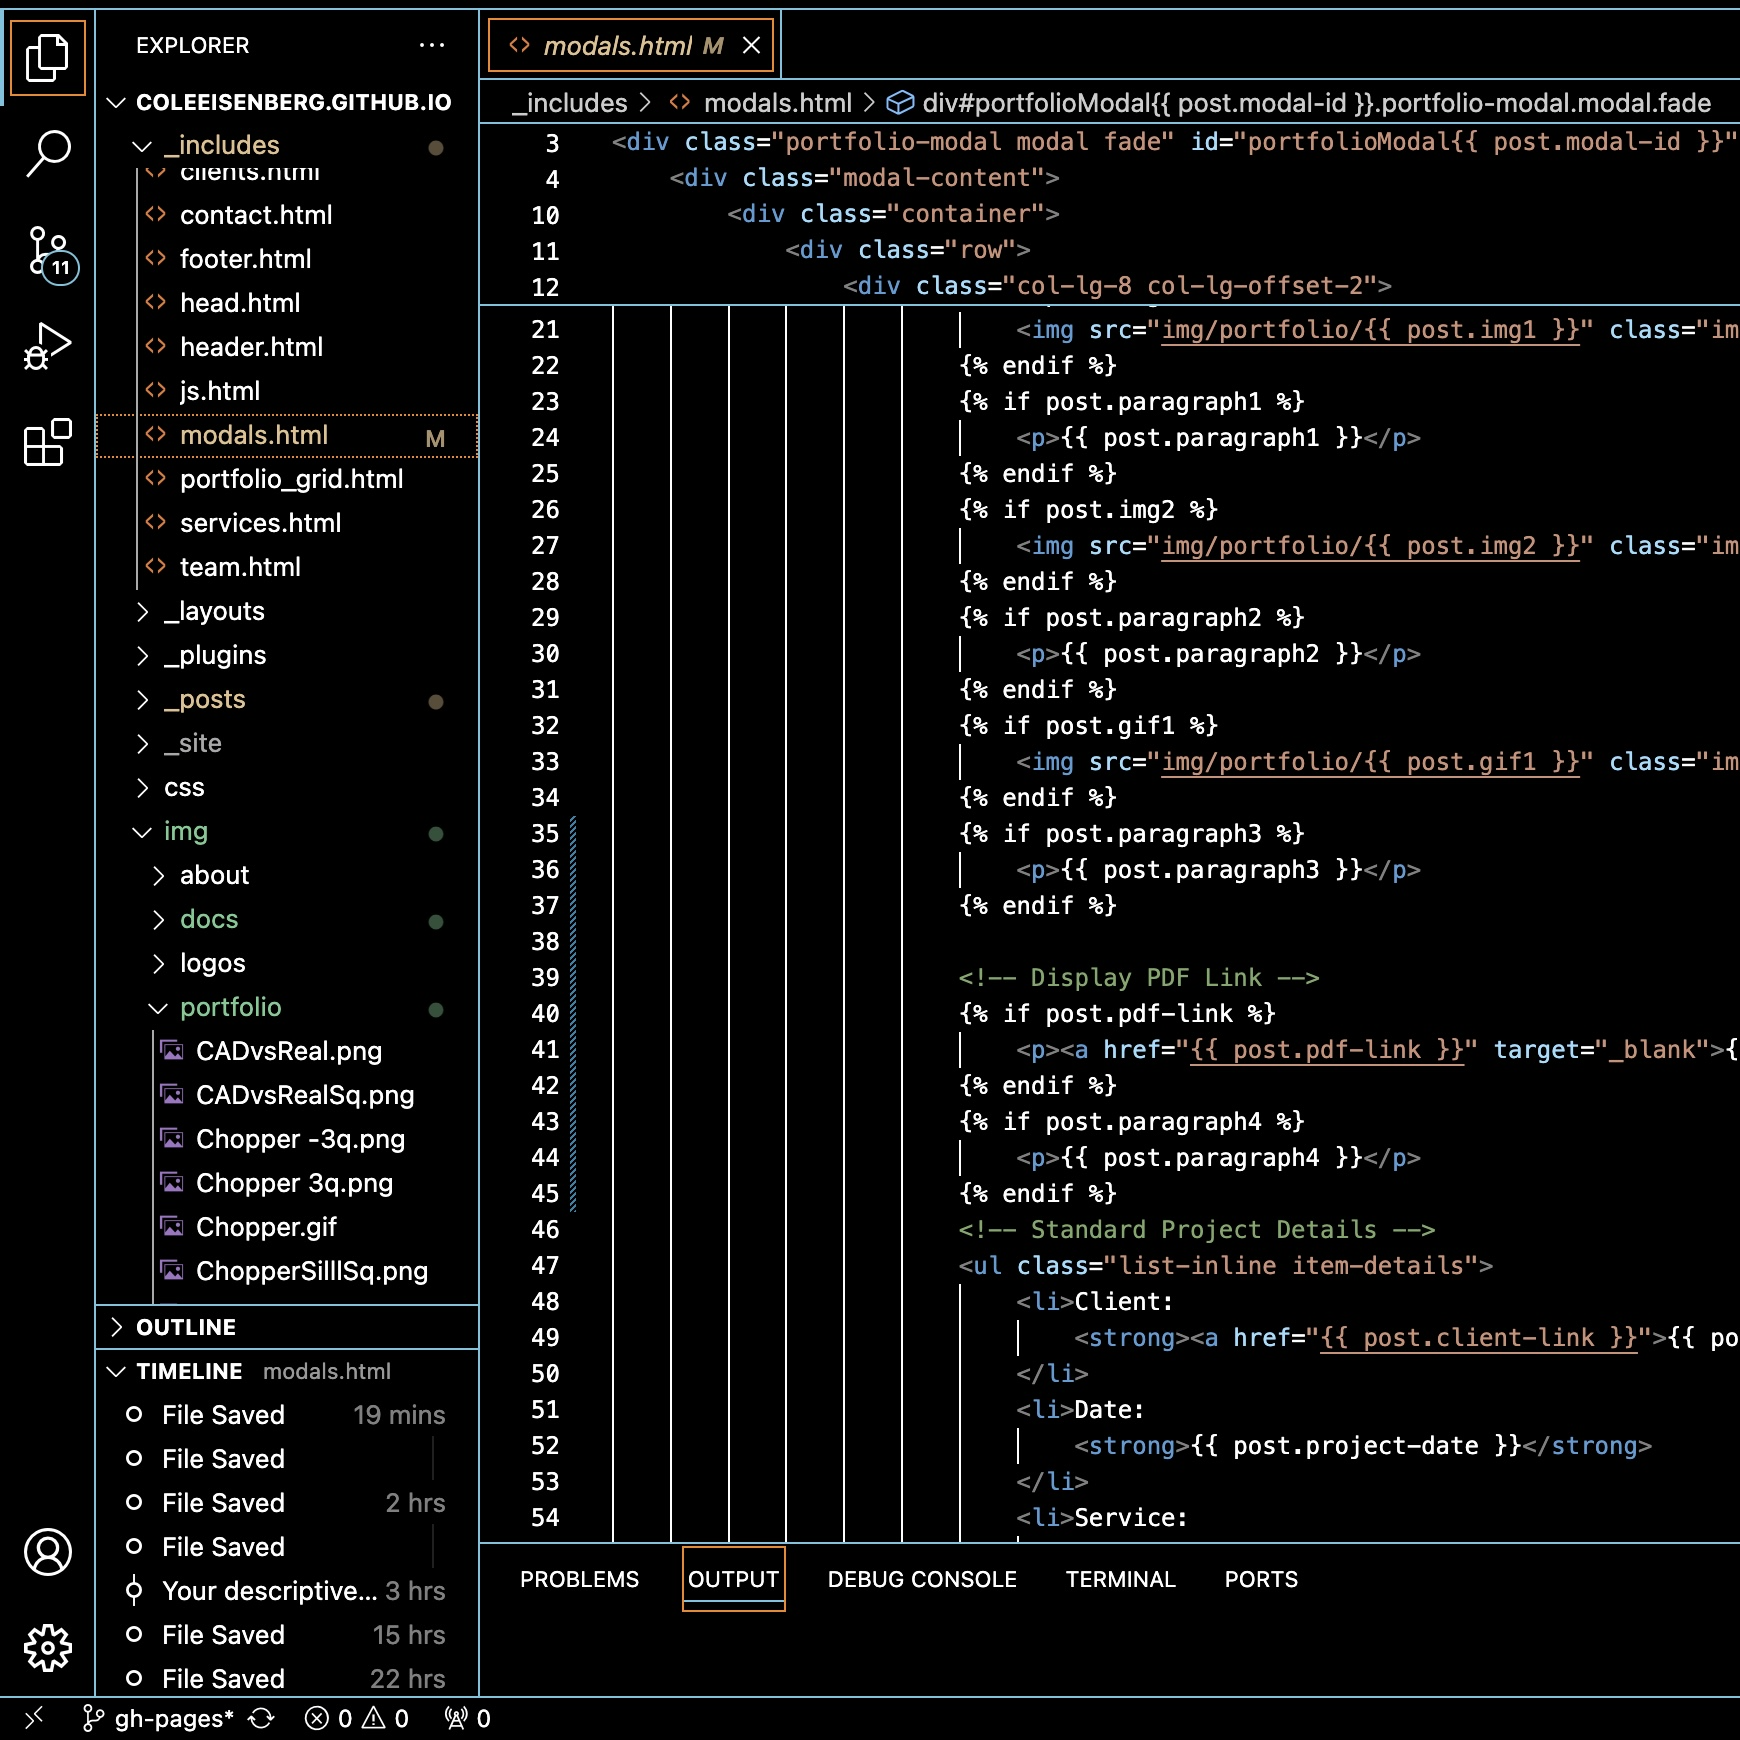 EXPLORER
COLEEISENBERG.GITHUB.IO
_includes
clients.html
contact.html
footer.html
head.html
header.html
js.html
modals.html M
portfolio_grid.html
services.html
team.html
_layouts
_plugins
_posts
_site
css
img
about
docs
logos
portfolio
CADvsReal.png
CADvsRealSq.png
Chopper -3q.png
Chopper 3q.png
Chopper.gif
ChopperSilllSq.png
OUTLINE
TIMELINE modals.html
File Saved 19 mins
File Saved
File Saved 2 hrs
File Saved
Your descriptive... 3 hrs
File Saved 15 hrs
File Saved 22 hrs
11
modals.html M
_includes > modals.html > div#portfolioModal{{ post.modal-id }}.portfolio-modal.modal.fade
3 <div class="portfolio-modal modal fade" id="portfolioModal{{ post.modal-id }}"
4 <div class="modal-content">
10 <div class="container">
11 <div class="row">
12 <div class="col-lg-8 col-lg-offset-2">
21 <img src="img/portfolio/{{ post.img1 }}" class="im
22 {% endif %}
23 {% if post.paragraph1 %}
24 <p>{{ post.paragraph1 }}</p>
25 {% endif %}
26 {% if post.img2 %}
27 <img src="img/portfolio/{{ post.img2 }}" class="im
28 {% endif %}
29 {% if post.paragraph2 %}
30 <p>{{ post.paragraph2 }}</p>
31 {% endif %}
32 {% if post.gif1 %}
33 <img src="img/portfolio/{{ post.gif1 }}" class="im
34 {% endif %}
35 {% if post.paragraph3 %}
36 <p>{{ post.paragraph3 }}</p>
37 {% endif %}
38
39 <!-- Display PDF Link -->
40 {% if post.pdf-link %}
41 <p><a href="{{ post.pdf-link }}" target="_blank">{
42 {% endif %}
43 {% if post.paragraph4 %}
44 <p>{{ post.paragraph4 }}</p>
45 {% endif %}
46 <!-- Standard Project Details -->
47 <ul class="list-inline item-details">
48 <li>Client:
49 <strong><a href="{{ post.client-link }}">{{ po
50 </li>
51 <li>Date:
52 <strong>{{ post.project-date }}</strong>
53 </li>
54 <li>Service:
PROBLEMS OUTPUT DEBUG CONSOLE TERMINAL PORTS
gh-pages* 0 0 0